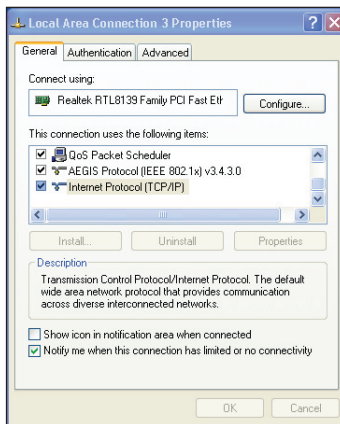 Local Area Connection 3 Properties
General Authentication Advanced
Connect using:
Realtek RTL8139 Family PCI Fast Eth
Configure...
This connection uses the following items:
QoS Packet Scheduler
AEGIS Protocol (IEEE 802.1x) v3.4.3.0
Internet Protocol (TCP/IP)
Install... Uninstall Properties
Description
Transmission Control Protocol/Internet Protocol. The default
wide area network protocol that provides communication
across diverse interconnected networks.
Show icon in notification area when connected
Notify me when this connection has limited or no connectivity
OK Cancel